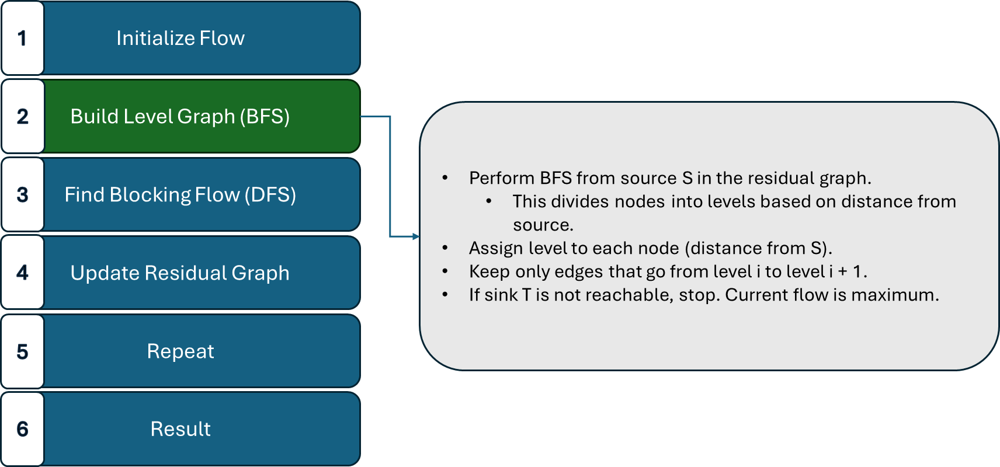 1
Initialize Flow
2
Build Level Graph (BFS)
3
Find Blocking Flow (DFS)
4
Update Residual Graph
5
Repeat
6
Result
• Perform BFS from source S in the residual graph.
• This divides nodes into levels based on distance from
source.
• Assign level to each node (distance from S).
• Keep only edges that go from level i to level i + 1.
• If sink T is not reachable, stop. Current flow is maximum.